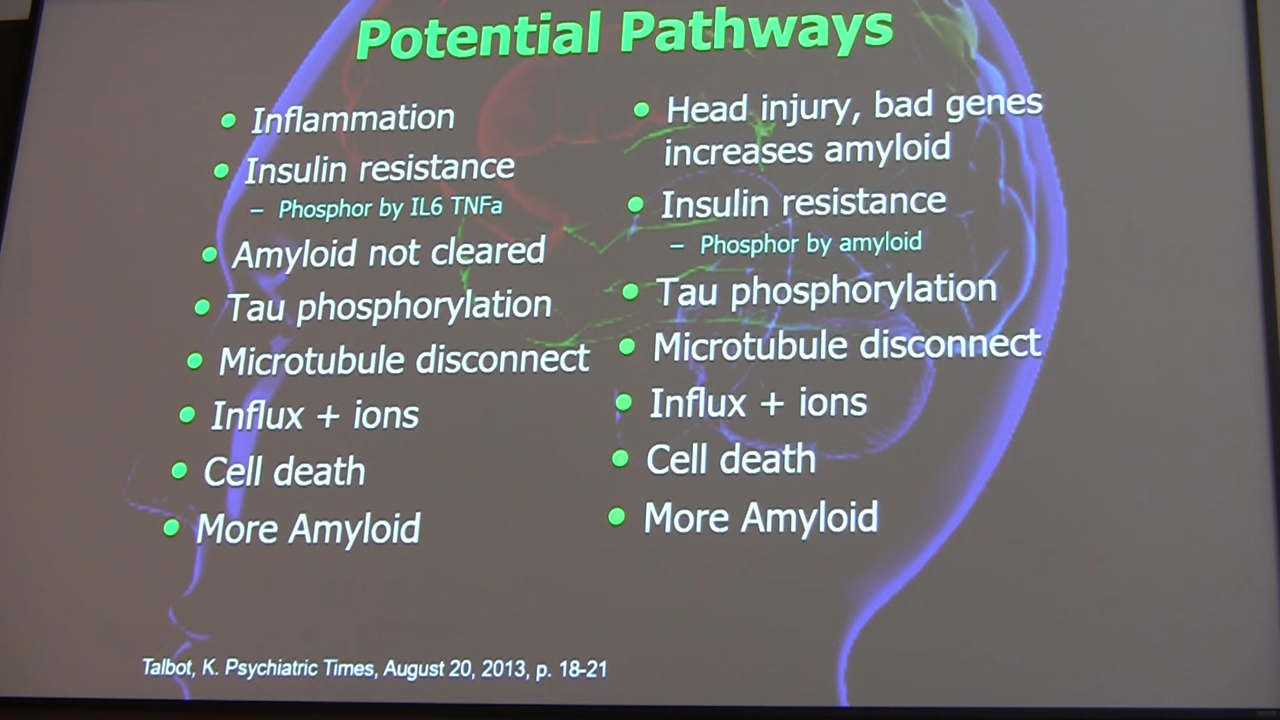 Potential Pathways
• Inflammation
• Insulin resistance
– Phosphor by IL6 TNFa
• Amyloid not cleared
• Tau phosphorylation
• Microtubule disconnect
• Influx + ions
• Cell death
• More Amyloid
• Head injury, bad genes
increases amyloid
• Insulin resistance
– Phosphor by amyloid
• Tau phosphorylation
• Microtubule disconnect
• Influx + ions
• Cell death
• More Amyloid
Talbot, K. Psychiatric Times, August 20, 2013, p. 18-21